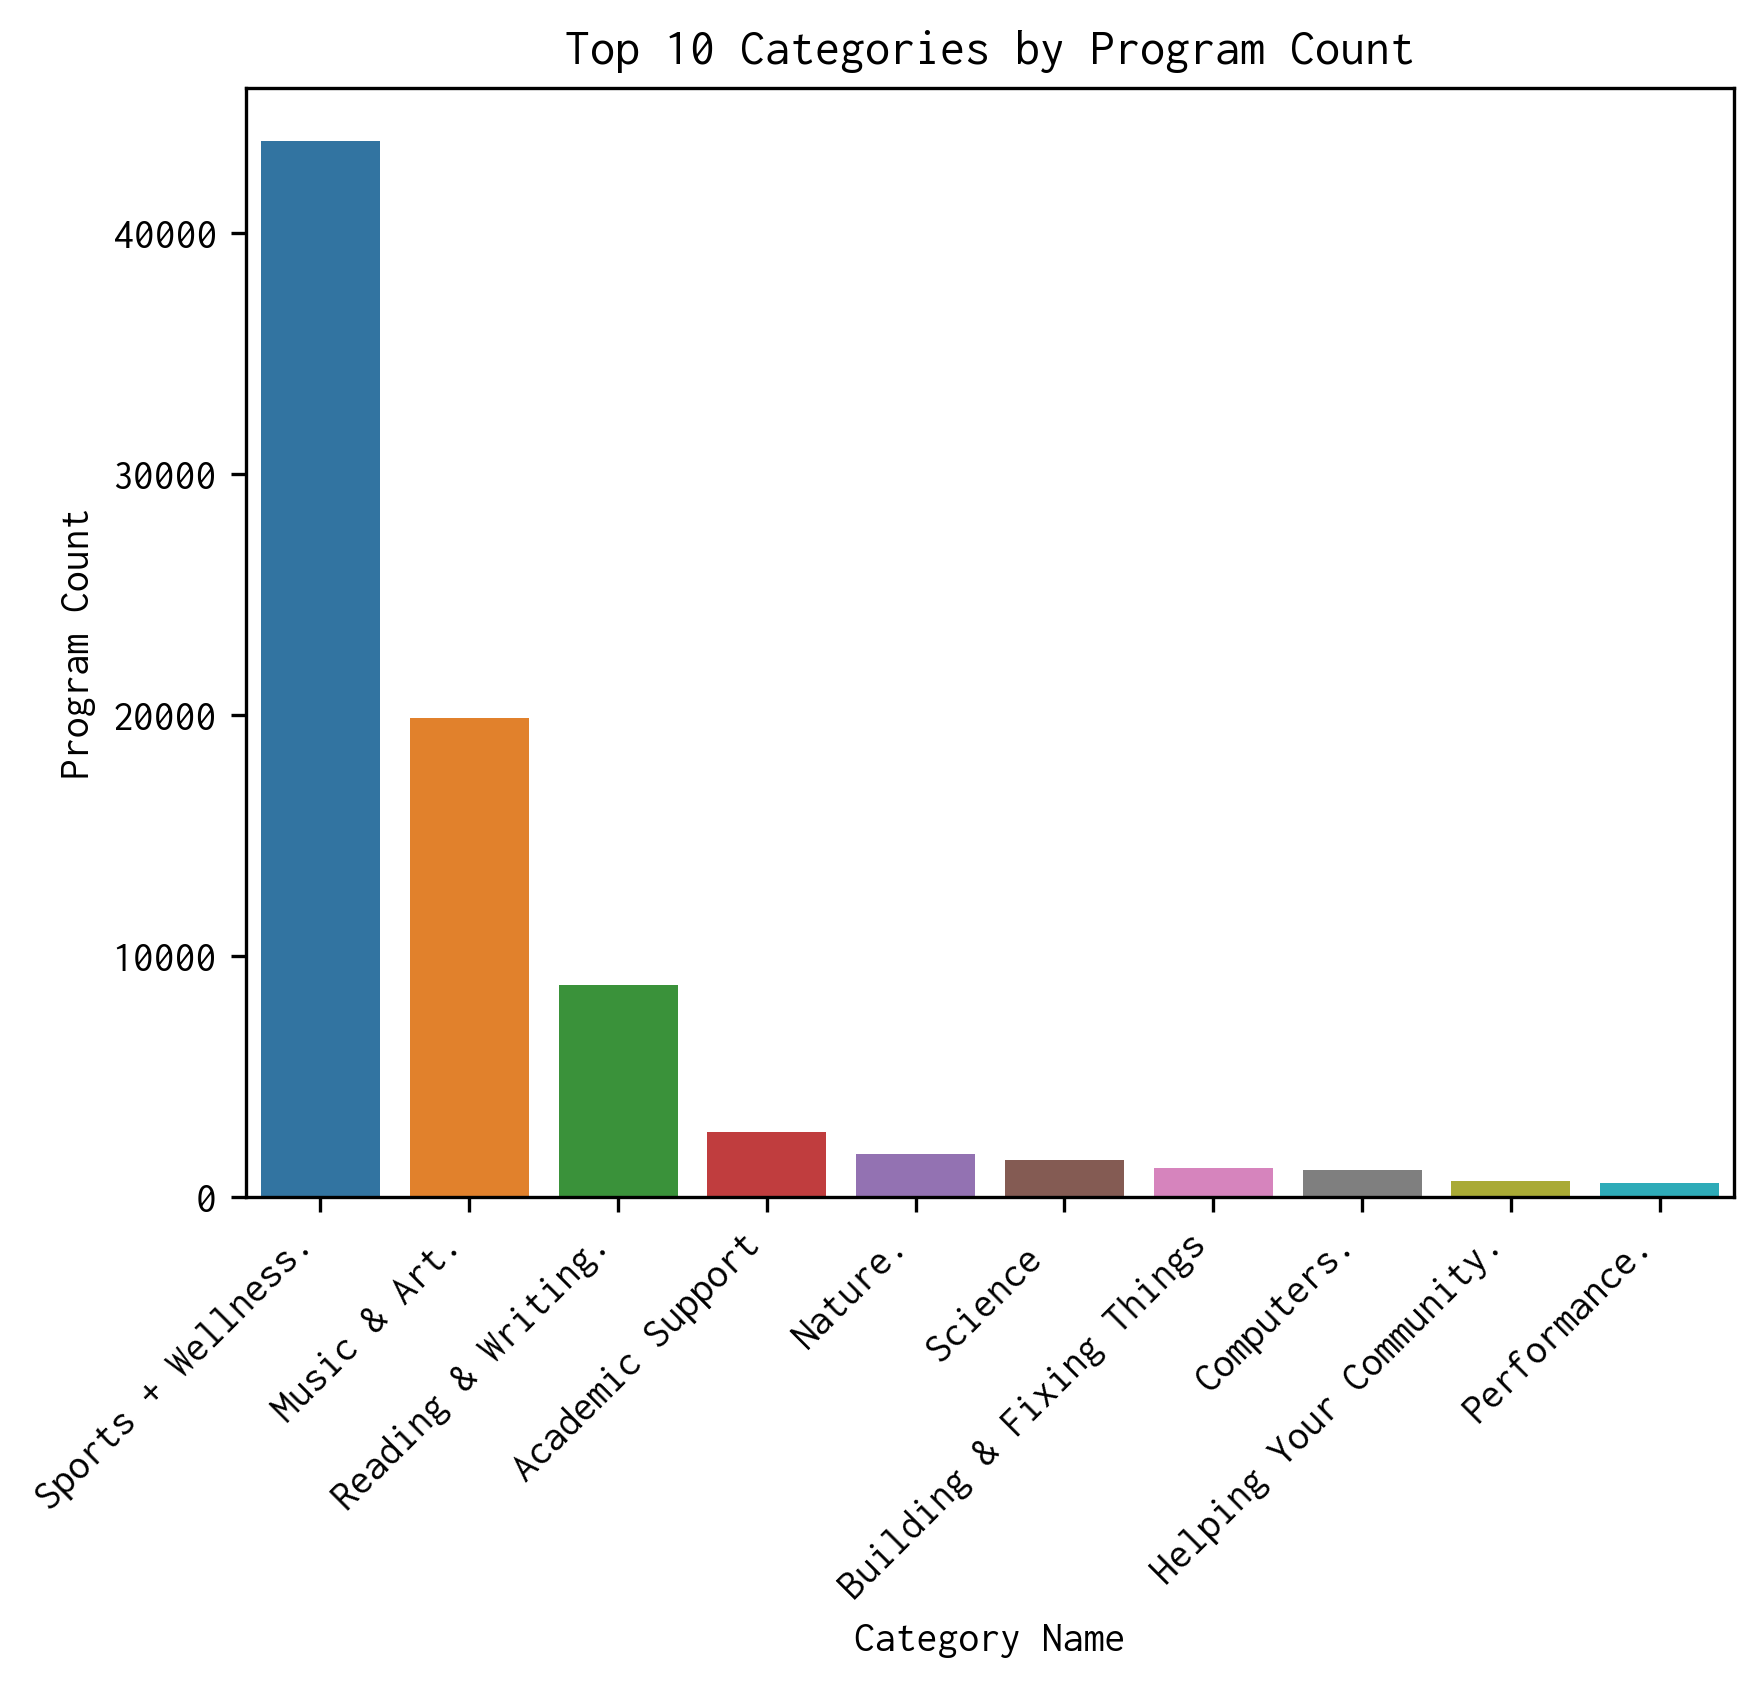 Top 10 Categories by Program Count
Program Count
40000
30000
20000
10000
0
Sports + Wellness.
Music & Art.
Reading & Writing.
Academic Support
Nature.
Science
Building & Fixing Things
Computers.
Helping Your Community.
Performance.
Category Name